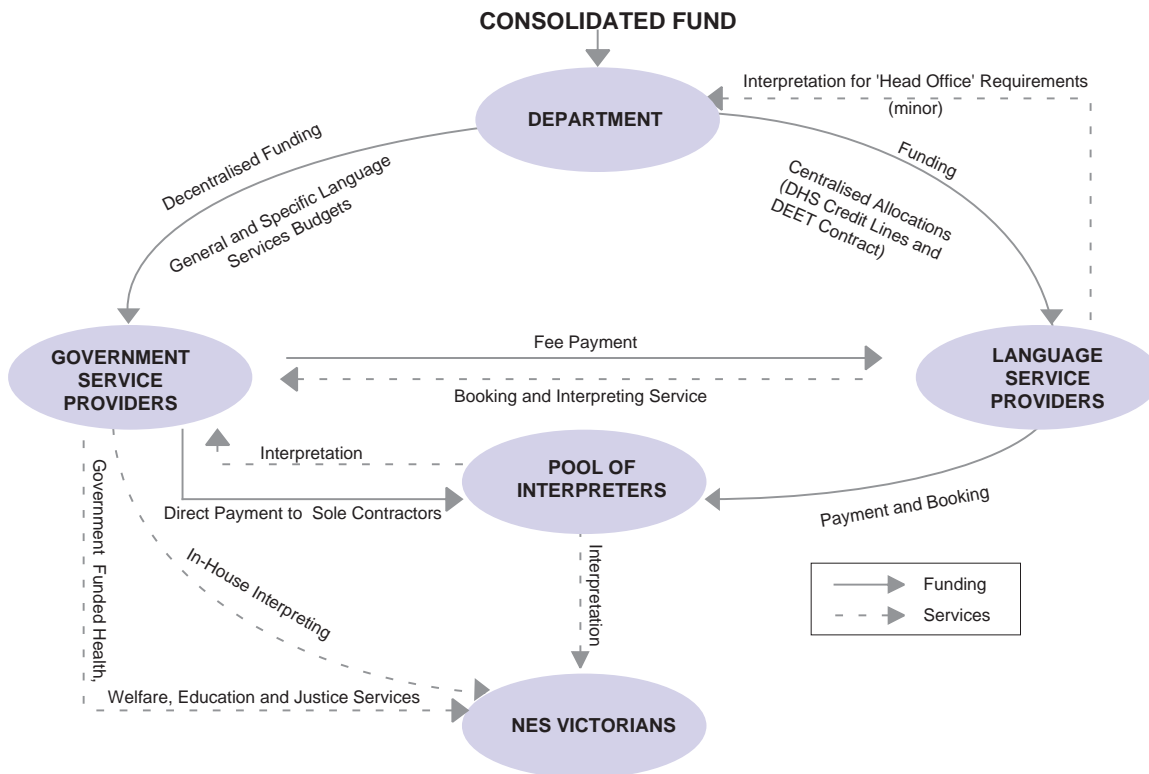 CONSOLIDATED FUND
Interpretation for 'Head Office' Requirements
(minor)
DEPARTMENT
Decentralised Funding
General and Specific Language
Services Budgets
Funding
Centralised Allocations
(DHS Credit Lines and
DEET Contract)
GOVERNMENT
SERVICE
PROVIDERS
Fee Payment
Booking and Interpreting Service
LANGUAGE
SERVICE
PROVIDERS
Interpretation
POOL OF
INTERPRETERS
Direct Payment to Sole Contractors
Payment and Booking
Government Funded Health,
In-House Interpreting
Interpretation
Funding
Services
Welfare, Education and Justice Services
NES VICTORIANS